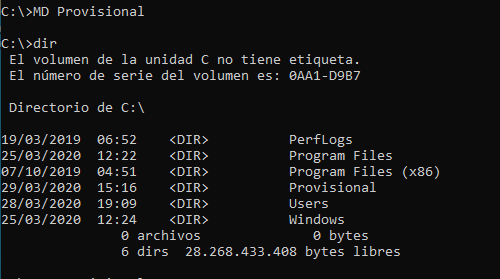 C:\>MD Provisional
C:\>dir
El volumen de la unidad C no tiene etiqueta.
El número de serie del volumen es: 0AA1-D9B7
Directorio de C:\
19/03/2019 06:52 <DIR> PerfLogs
25/03/2020 12:22 <DIR> Program Files
07/10/2019 04:51 <DIR> Program Files (x86)
29/03/2020 15:16 <DIR> Provisional
28/03/2020 19:09 <DIR> Users
25/03/2020 12:24 <DIR> Windows
0 archivos 0 bytes
6 dirs 28.268.433.408 bytes libres